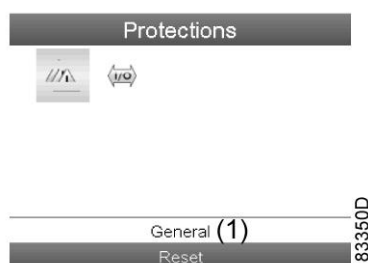 Protections
I/O
General (1)
Reset
83350D